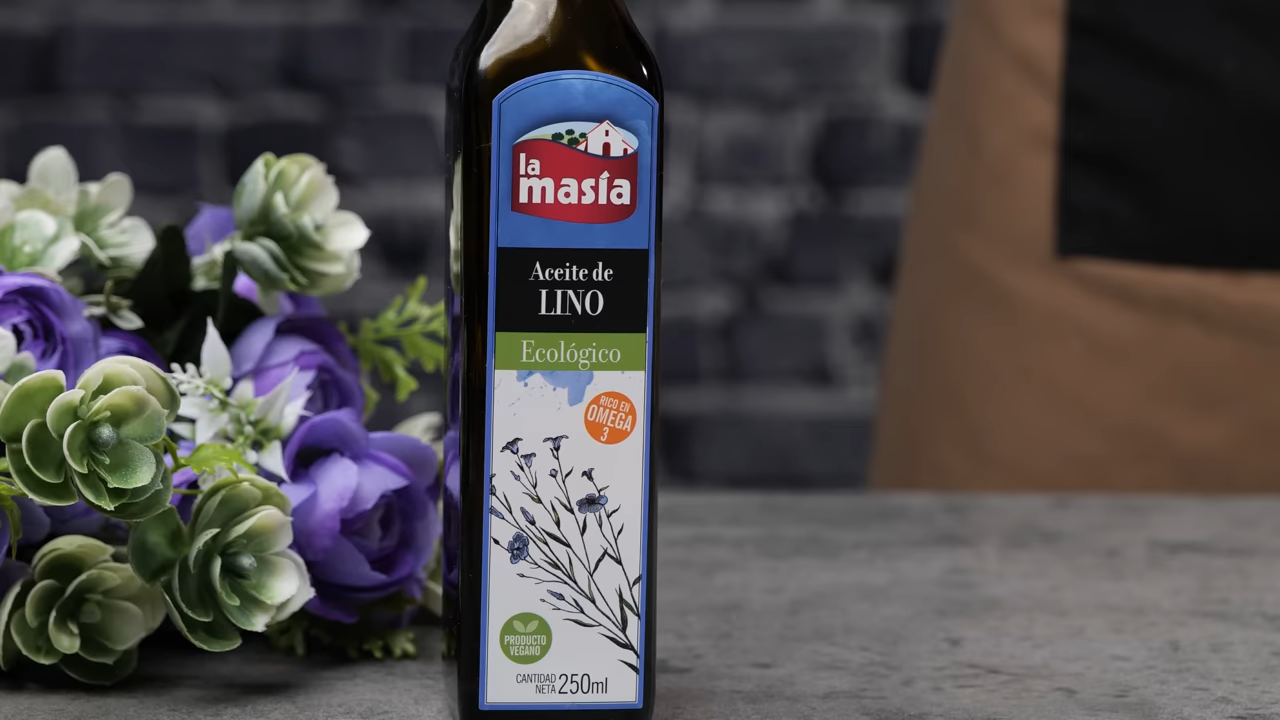 la
masía
Aceite de
LINO
Ecológico
RICO EN
OMEGA
3
PRODUCTO
VEGANO
CANTIDAD
NETA 250ml